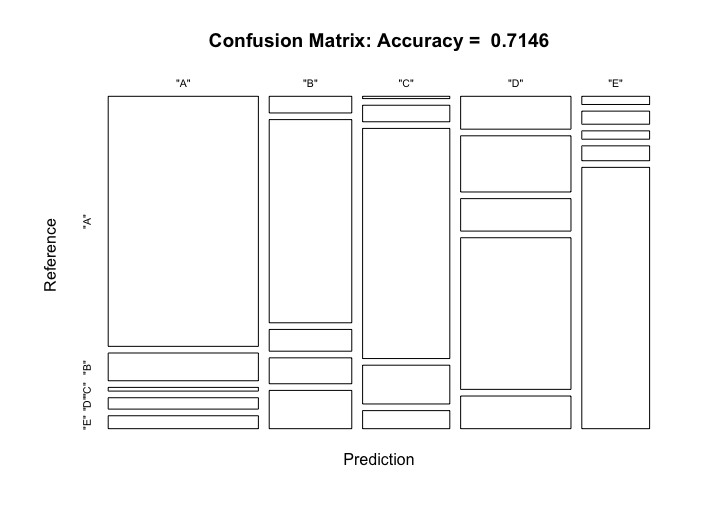 Confusion Matrix: Accuracy = 0.7146
"A" "B" "C" "D" "E"
Reference
"A"
"B"
"C"
"D"
"E"
Prediction